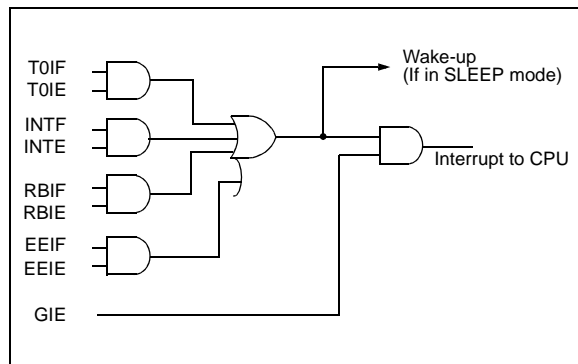 T0IF
T0IE
INTF
INTE
RBIF
RBIE
EEIF
EEIE
GIE
Wake-up
(If in SLEEP mode)
Interrupt to CPU